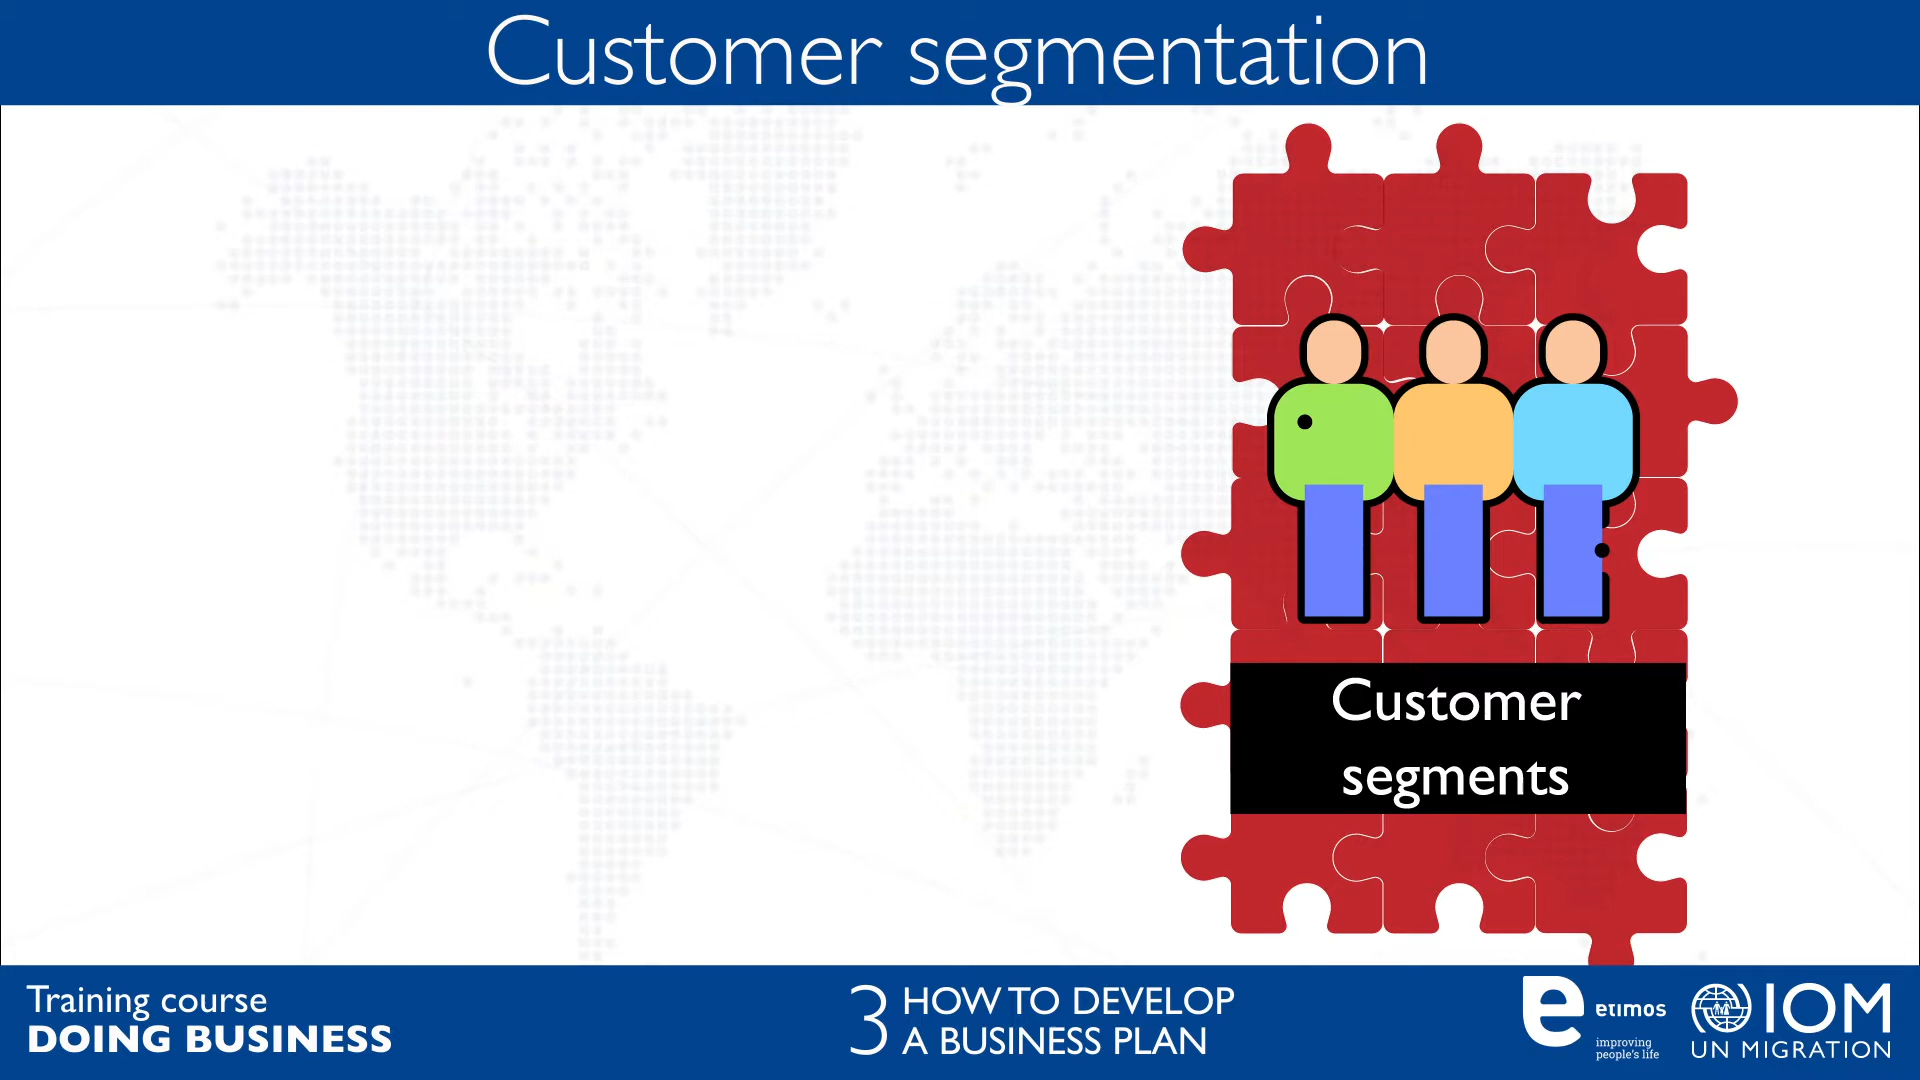 Customer segmentation
Customer
segments
Training course
DOING BUSINESS
3 HOW TO DEVELOP
A BUSINESS PLAN
e etimos
improving
people's life
IOM
UN MIGRATION